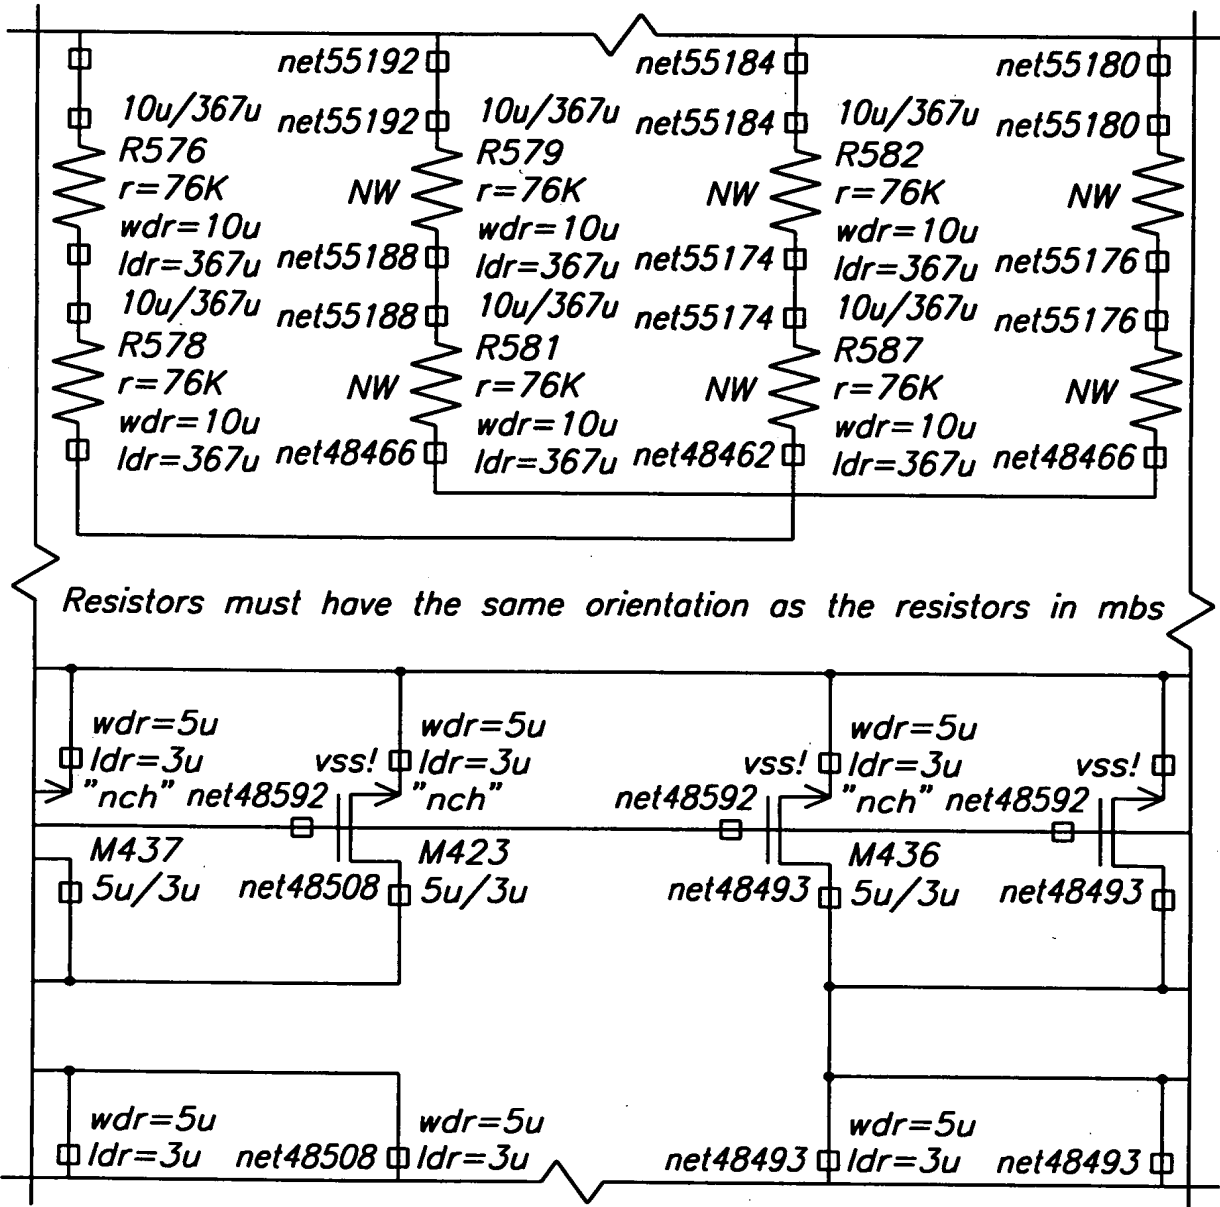 net55192 net55184 net55180
10u/367u net55192 10u/367u net55184 10u/367u net55180
R576 R579 R582
r=76K NW r=76K NW r=76K NW
wdr=10u wdr=10u wdr=10u
ldr=367u net55188 ldr=367u net55174 ldr=367u net55176
10u/367u net55188 10u/367u net55174 10u/367u net55176
R578 R581 R587
r=76K NW r=76K NW r=76K NW
wdr=10u wdr=10u wdr=10u
ldr=367u net48466 ldr=367u net48462 ldr=367u net48466
Resistors must have the same orientation as the resistors in mbs
wdr=5u wdr=5u wdr=5u
ldr=3u vss! ldr=3u vss! ldr=3u vss!
"nch" net48592 "nch" net48592 "nch" net48592
M437 M423 M436
5u/3u net48508 5u/3u net48493 5u/3u net48493
wdr=5u wdr=5u wdr=5u
ldr=3u net48508 ldr=3u net48493 ldr=3u net48493